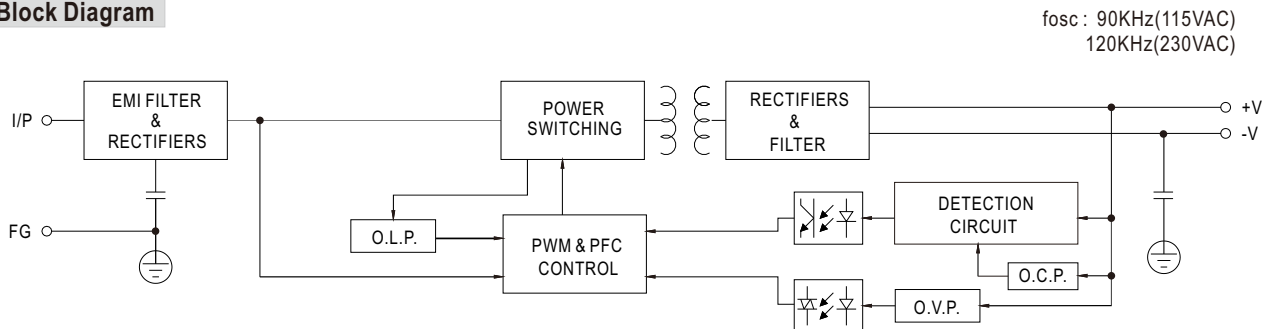 Block Diagram
fosc : 90KHz(115VAC)
120KHz(230VAC)
I/P
EMI FILTER
&
RECTIFIERS
POWER
SWITCHING
RECTIFIERS
&
FILTER
+V
-V
FG
O.L.P.
PWM & PFC
CONTROL
DETECTION
CIRCUIT
O.C.P.
O.V.P.